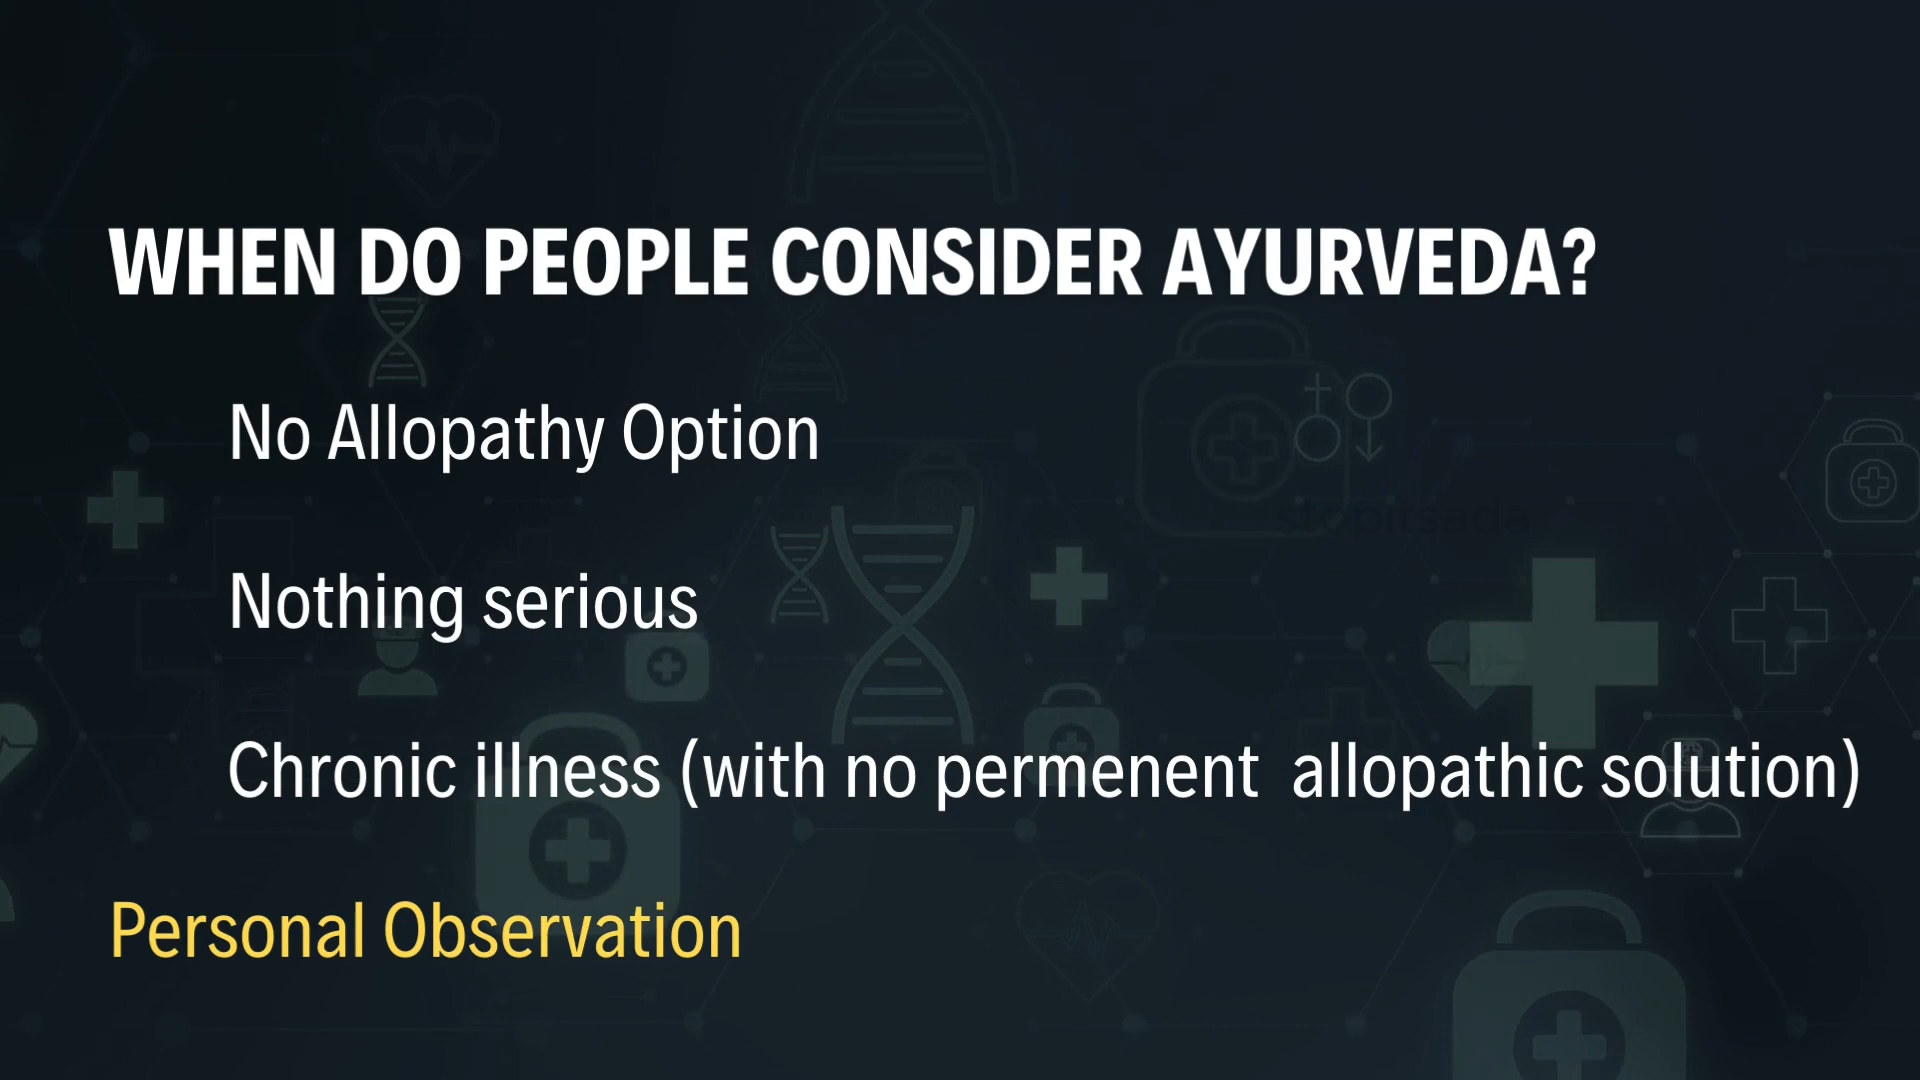 WHEN DO PEOPLE CONSIDER AYURVEDA?
No Allopathy Option
Nothing serious
Chronic illness (with no permenent  allopathic solution)
Personal Observation